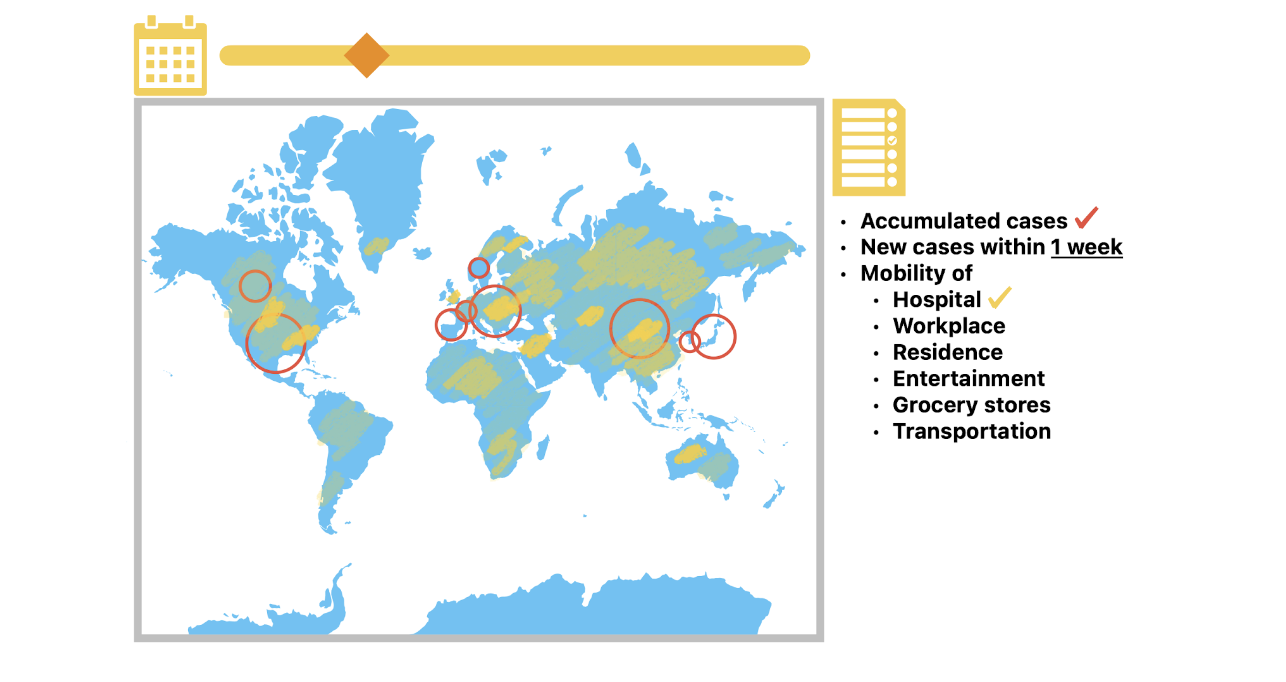 Accumulated cases
New cases within 1 week
Mobility of
Hospital
Workplace
Residence
Entertainment
Grocery stores
Transportation